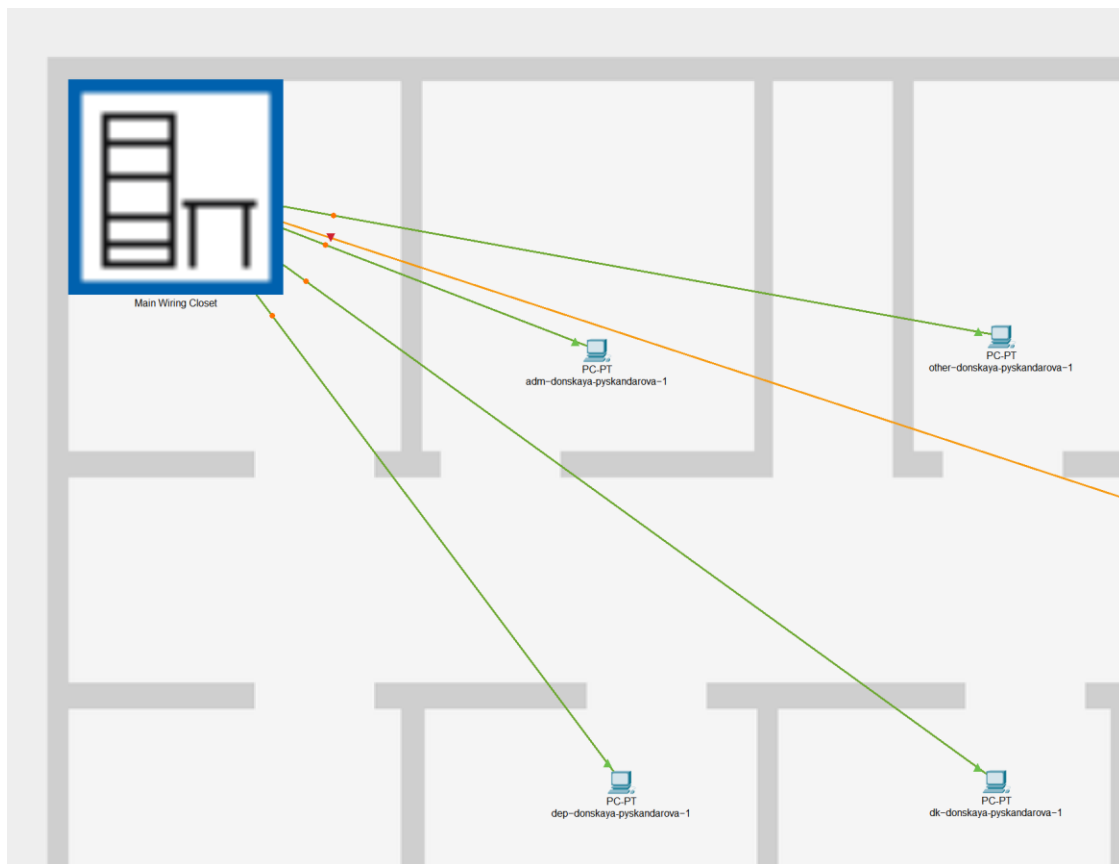 Main Wiring Closet
PC-PT
adm-donskaya-pyskandarova-1
PC-PT
other-donskaya-pyskandarova-1
PC-PT
dep-donskaya-pyskandarova-1
PC-PT
dk-donskaya-pyskandarova-1